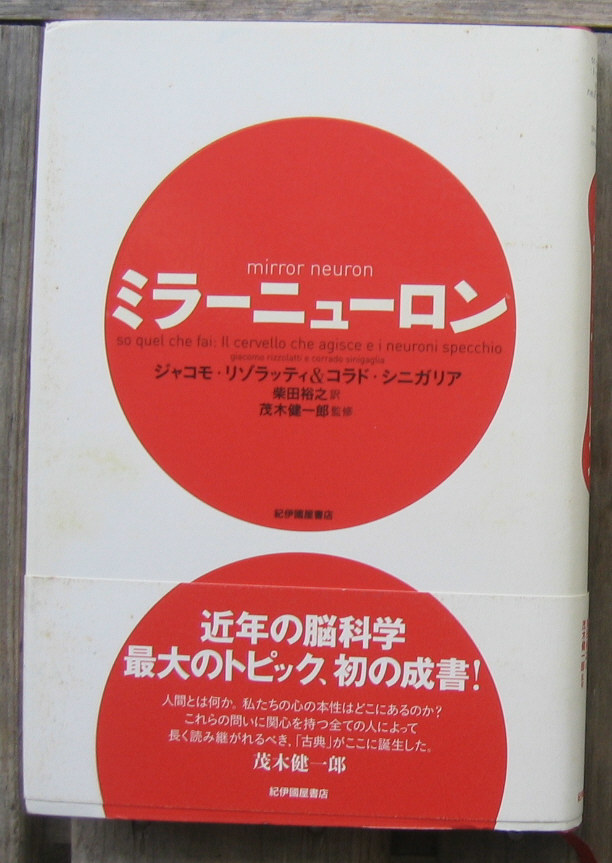 mirror neuron
ミラーニューロン
so quel che fai: Il cervello che agisce e i neuroni specchio
giacomo rizzolatti e corrado sinigaglia
ジャコモ・リゾラッティ&コラド・シニガリア
柴田裕之 訳
茂木健一郎 監修
紀伊國屋書店
近年の脳科学
最大のトピック、初の成書!
人間とは何か。私たちの心の本性はどこにあるのか?
これらの問いに関心を持つ全ての人によって
長く読み継がれるべき、「古典」がここに誕生した。
茂木健一郎
紀伊國屋書店